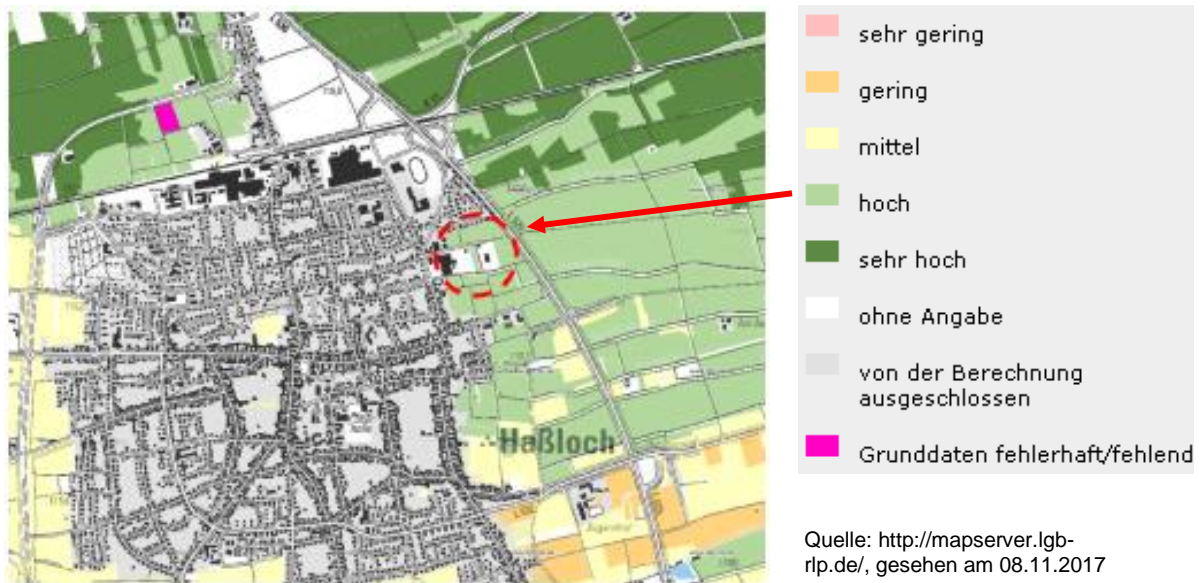 Haßloch
sehr gering
gering
mittel
hoch
sehr hoch
ohne Angabe
von der Berechnung
ausgeschlossen
Grunddaten fehlerhaft/fehlend
Quelle: http://mapserver.lgb-
rlp.de/, gesehen am 08.11.2017